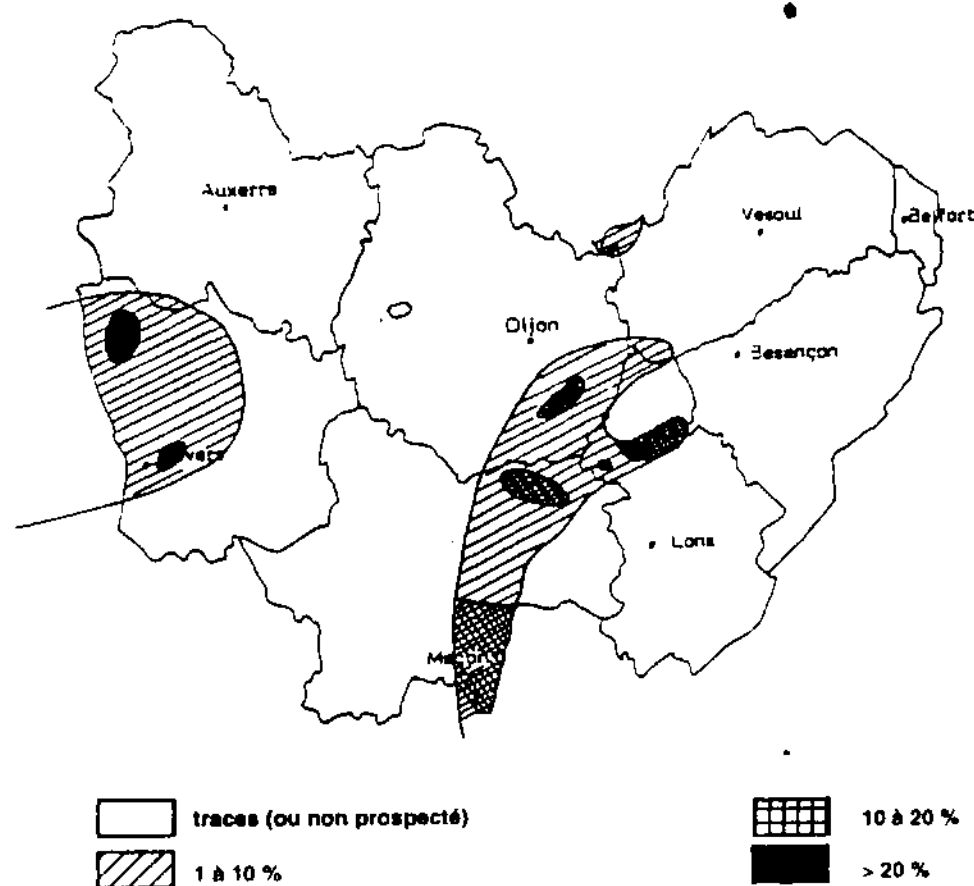 Auxerre
Vesoul
Belfort
Dijon
Besançon
Lons
traces (ou non prospecté)
10 à 20 %
1 à 10 %
> 20 %